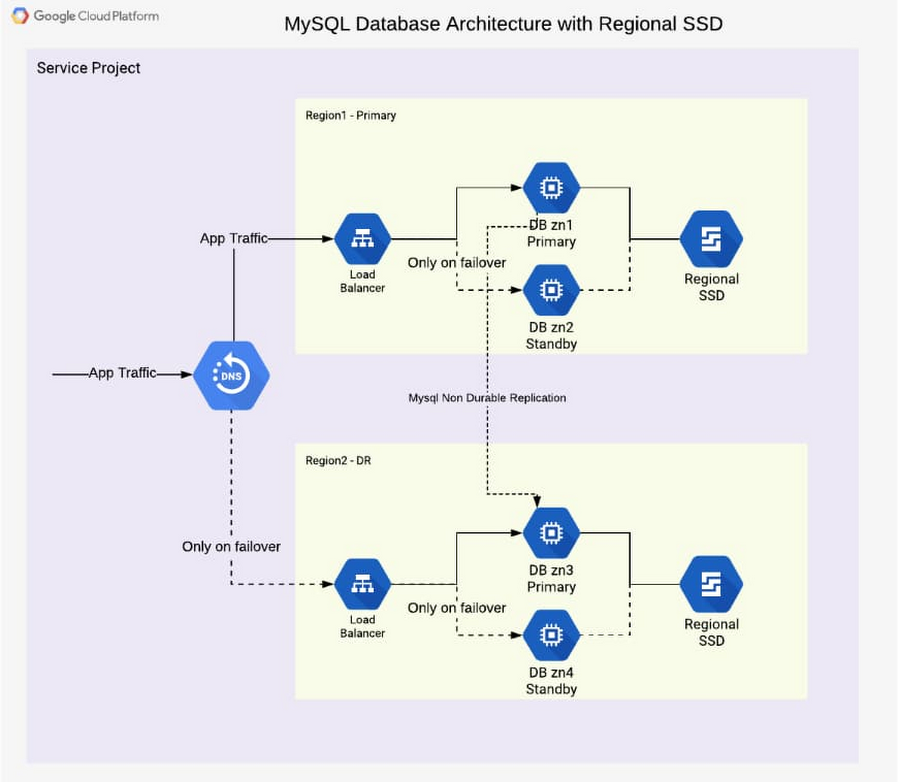 Google Cloud Platform
MySQL Database Architecture with Regional SSD
Service Project
Region1 - Primary
DB zn1
Primary
App Traffic
Only on failover
Load
Balancer
Regional
SSD
DB zn2
Standby
App Traffic
DNS
Mysql Non Durable Replication
Region2 - DR
Only on failover
DB zn3
Primary
Only on failover
Load
Balancer
Regional
SSD
DB zn4
Standby